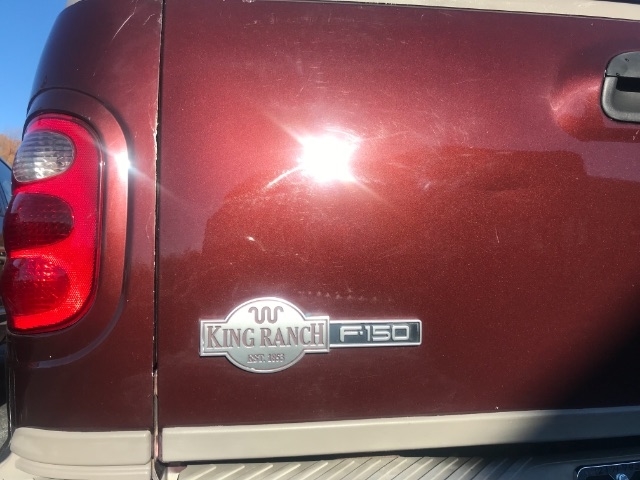 KING RANCH
EST. 1853
F-150